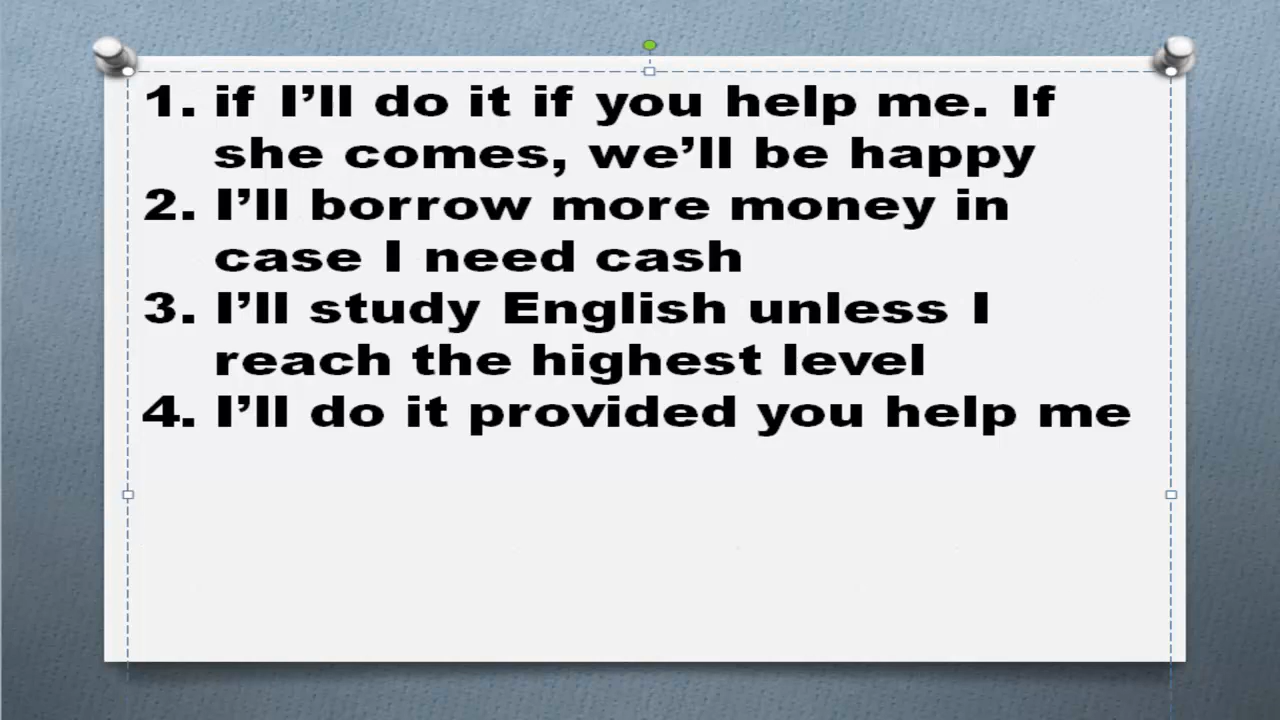 1. if I’ll do it if you help me. If
she comes, we’ll be happy
2. I’ll borrow more money in
case I need cash
3. I’ll study English unless I
reach the highest level
4. I’ll do it provided you help me